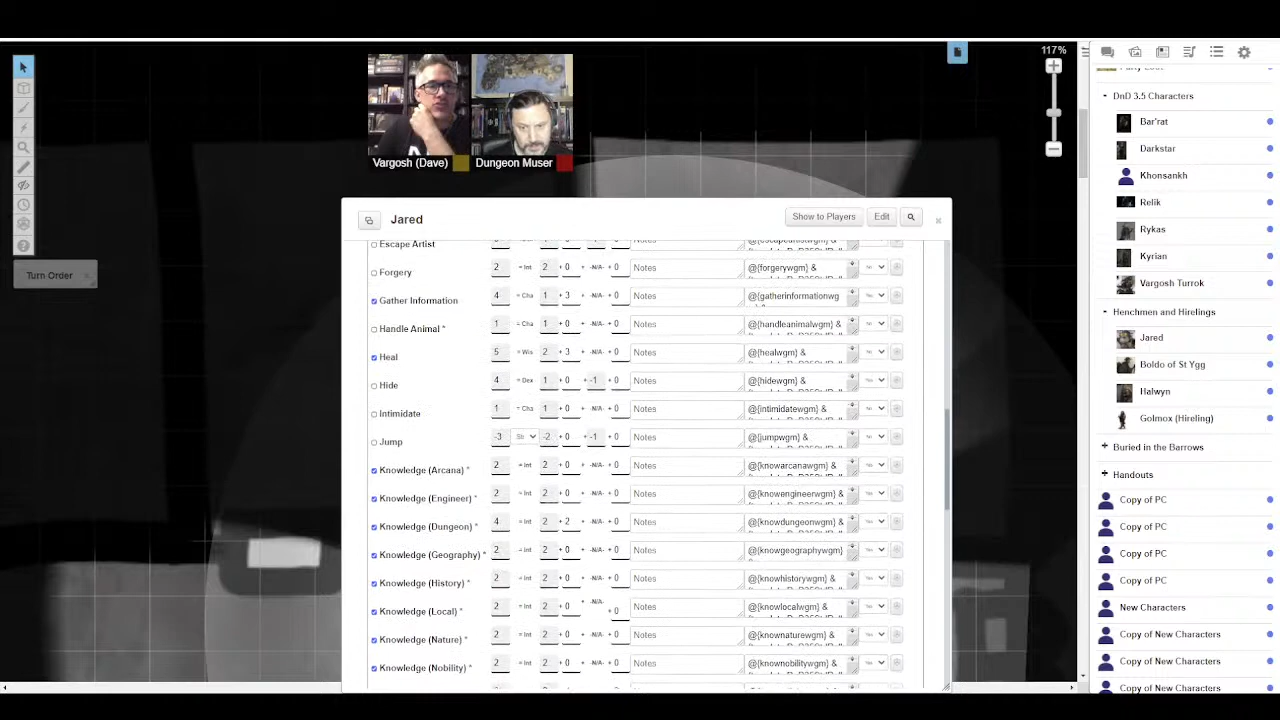 117%
Vargosh (Dave)
Dungeon Muser
Turn Order
Jared
Show to Players
Edit
Escape Artist Notes
Forgery 2 = Int 2 + 0 + -N/A- + 0 Notes @{forgerywgm} &
Gather Information 4 = Cha 1 + 3 + -N/A- + 0 Notes @{gatherinformationwg
Handle Animal * 1 = Cha 1 + 0 + -N/A- + 0 Notes @{handleanimalwgm} &
Heal 5 = Wis 2 + 3 + -N/A- + 0 Notes @{healwgm} &
Hide 4 = Dex 1 + 0 + -1 + 0 Notes @{hidewgm} &
Intimidate 1 = Cha 1 + 0 + -N/A- + 0 Notes @{intimidatewgm} &
Jump -3 -2 + 0 + -1 + 0 Notes @{jumpwgm} &
Knowledge (Arcana) * 2 = Int 2 + 0 + -N/A- + 0 Notes @{knowarcanawgm} &
Knowledge (Engineer) * 2 = Int 2 + 0 + -N/A- + 0 Notes @{knowengineerwgm} &
Knowledge (Dungeon) * 4 = Int 2 + 2 + -N/A- + 0 Notes @{knowdungeonwgm} &
Knowledge (Geography) * 2 = Int 2 + 0 + -N/A- + 0 Notes @{knowgeographywgm}
Knowledge (History) * 2 = Int 2 + 0 + -N/A- + 0 Notes @{knowhistorywgm} &
Knowledge (Local) * 2 = Int 2 + 0 + -N/A- + 0 Notes @{knowlocalwgm} &
Knowledge (Nature) * 2 = Int 2 + 0 + -N/A- + 0 Notes @{knownaturewgm} &
Knowledge (Nobility) * 2 = Int 2 + 0 + -N/A- + 0 Notes @{knownobilitywgm} &
DnD 3.5 Characters
Bar'rat
Darkstar
Khonsankh
Relik
Rykas
Kyrian
Vargosh Turrok
Henchmen and Hirelings
Jared
Boldo of St Ygg
Halwyn
Golmox (Hireling)
Buried in the Barrows
Handouts
Copy of PC
Copy of PC
Copy of PC
Copy of PC
New Characters
Copy of New Characters
Copy of New Characters
Copy of New Characters